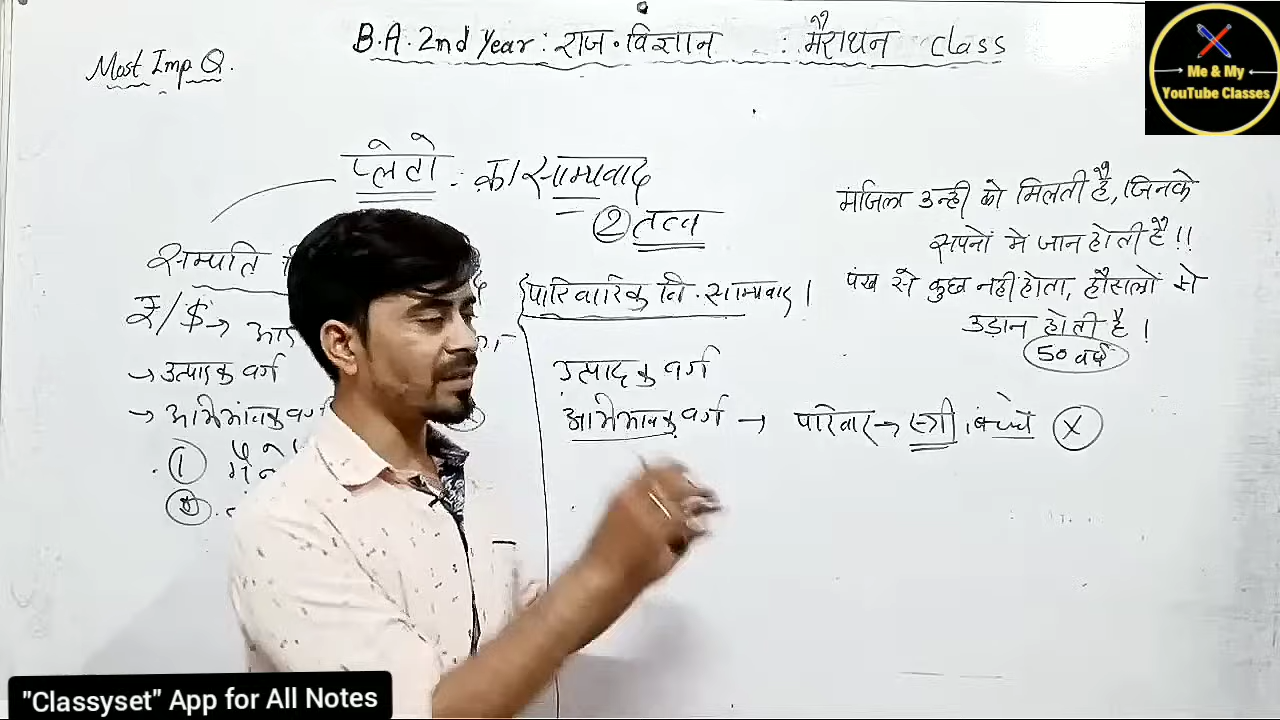 B.A. 2nd Year : राज. विज्ञान : मैराथन Class
Most Imp Q.
Me & My
YouTube Classes
प्लेटो : का साम्यवाद
② तत्व
मंजिल उन्ही को मिलती है, जिनके
सपनों में जान होती है !!
पंख से कुछ नहीं होता, हौसलों से
उड़ान होती है ।
50 वर्ष
सम्पति
₹/$→
→ उत्पादक वर्ग
→ अभिभावक वर्ग
①
पारिवारिक वि. साम्यवाद ।
उत्पादक वर्ग
अभिभावक वर्ग → परिवार → स्त्री, बच्चे X
"Classyset" App for All Notes